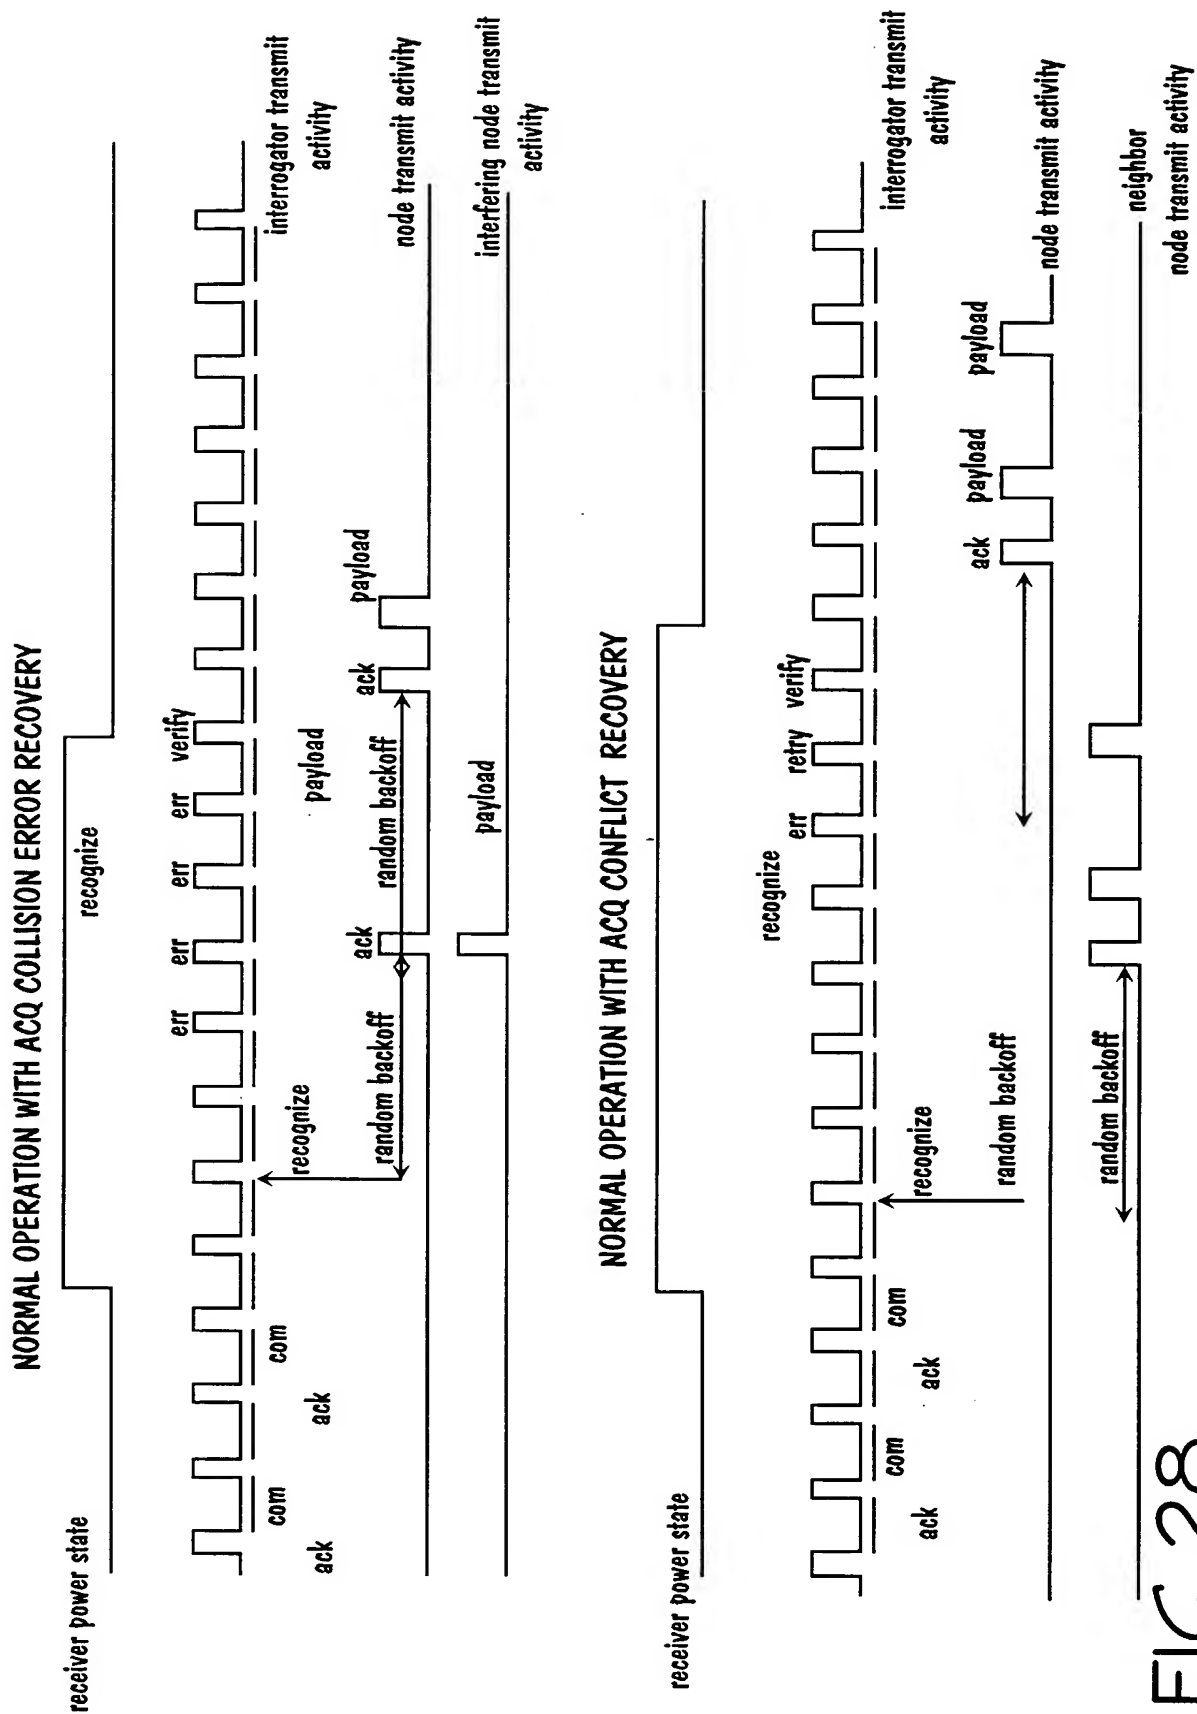 NORMAL OPERATION WITH ACQ COLLISION ERROR RECOVERY
receiver power state
recognize
err
err
err
err
verify
ack
com
ack
com
recognize
payload
interrogator transmit
activity
random backoff
ack
random backoff
ack
payload
node transmit activity
payload
interfering node transmit
activity
NORMAL OPERATION WITH ACQ CONFLICT RECOVERY
receiver power state
recognize
err
retry
verify
ack
com
ack
com
recognize
interrogator transmit
activity
random backoff
ack
payload
payload
node transmit activity
random backoff
neighbor
node transmit activity
FIG 28